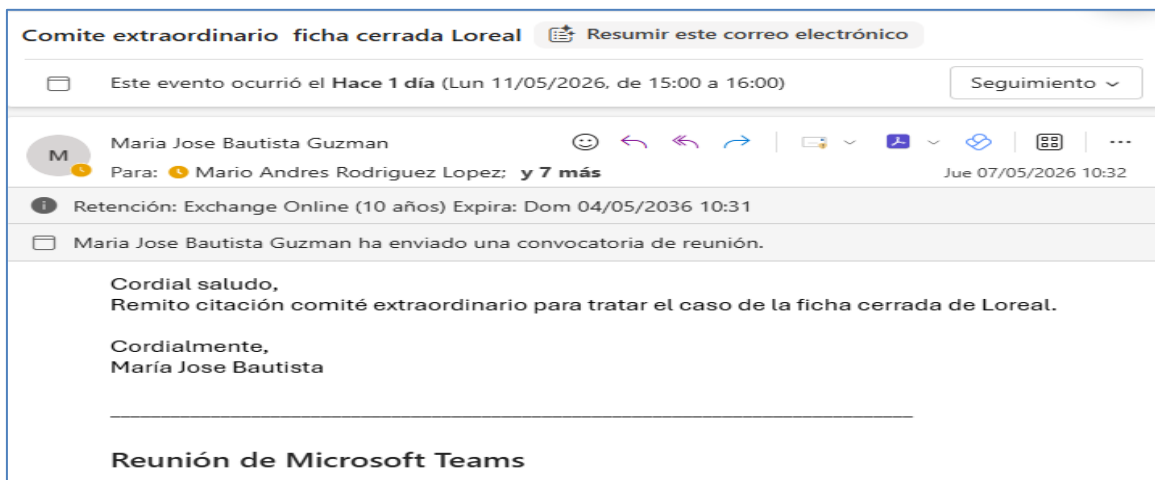 Comite extraordinario  ficha cerrada Loreal Resumir este correo electrónico
Este evento ocurrió el Hace 1 día (Lun 11/05/2026, de 15:00 a 16:00) Seguimiento
M Maria Jose Bautista Guzman
Para: Mario Andres Rodriguez Lopez; y 7 más Jue 07/05/2026 10:32
Retención: Exchange Online (10 años) Expira: Dom 04/05/2036 10:31
Maria Jose Bautista Guzman ha enviado una convocatoria de reunión.
Cordial saludo,
Remito citación comité extraordinario para tratar el caso de la ficha cerrada de Loreal.
Cordialmente,
María Jose Bautista
Reunión de Microsoft Teams